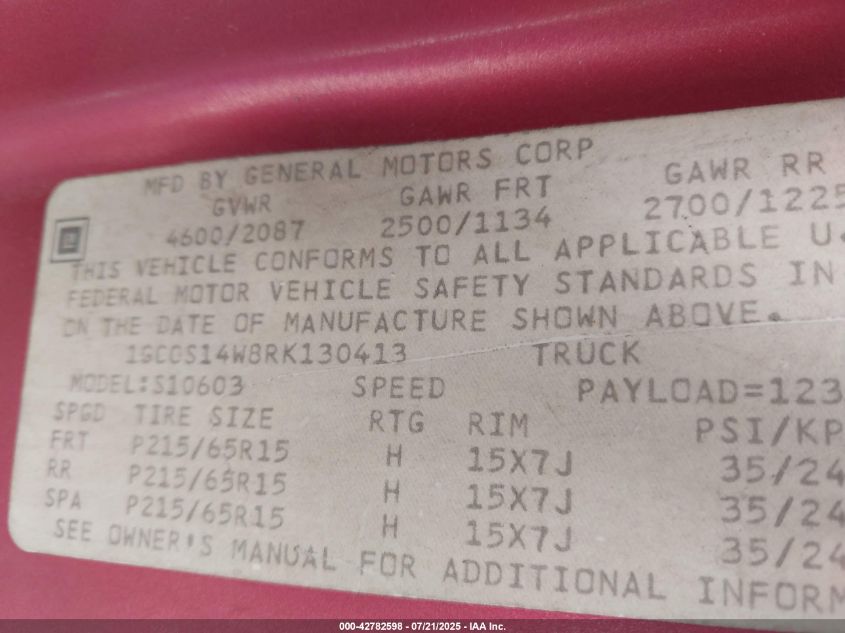 MFD BY GENERAL MOTORS CORP
GVWR GAWR FRT GAWR RR
4600/2087 2500/1134 2700/1225
THIS VEHICLE CONFORMS TO ALL APPLICABLE U.
FEDERAL MOTOR VEHICLE SAFETY STANDARDS IN
ON THE DATE OF MANUFACTURE SHOWN ABOVE.
1GCCS14W8RK130413 TRUCK
MODEL:S10603 SPEED PAYLOAD=123
SPGD TIRE SIZE RTG RIM PSI/KP
FRT P215/65R15 H 15X7J 35/24
RR P215/65R15 H 15X7J 35/24
SPA P215/65R15 H 15X7J 35/24
SEE OWNER'S MANUAL FOR ADDITIONAL INFORM
000-42782598 - 07/21/2025 - IAA Inc.